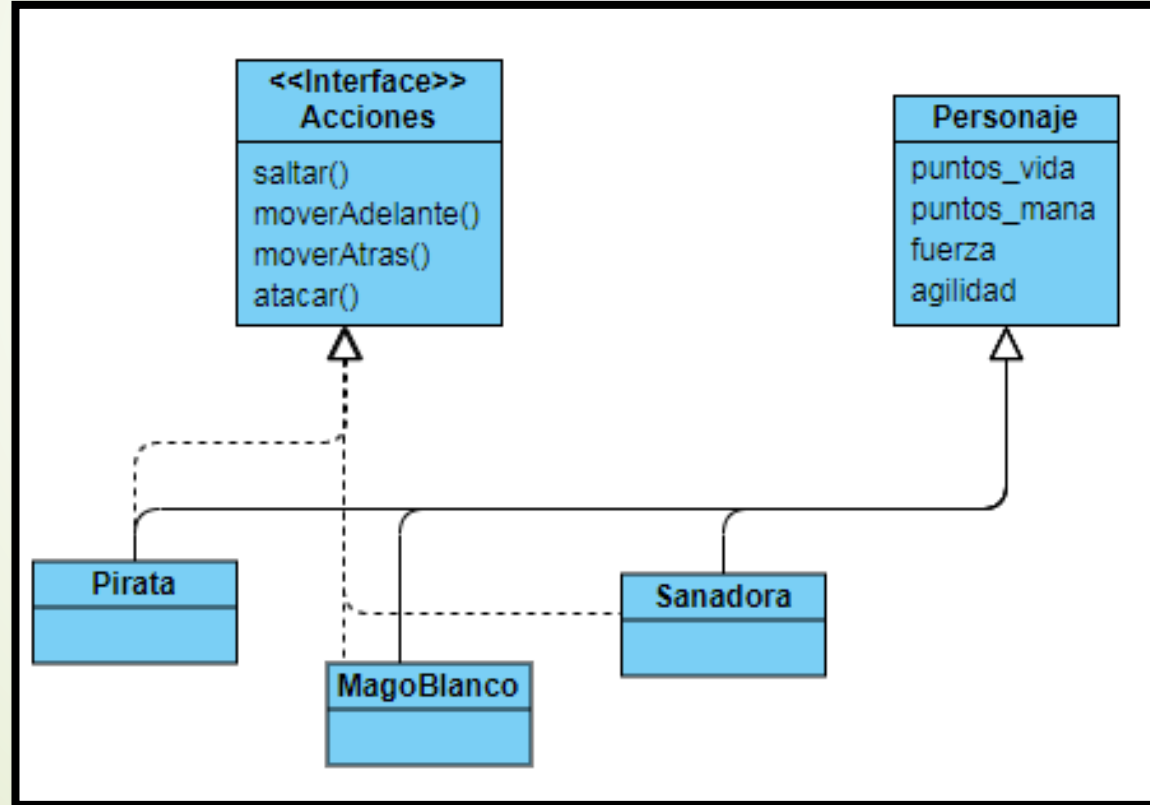 <<Interface>>
Acciones
saltar()
moverAdelante()
moverAtras()
atacar()
Personaje
puntos_vida
puntos_mana
fuerza
agilidad
Pirata
Sanadora
MagoBlanco